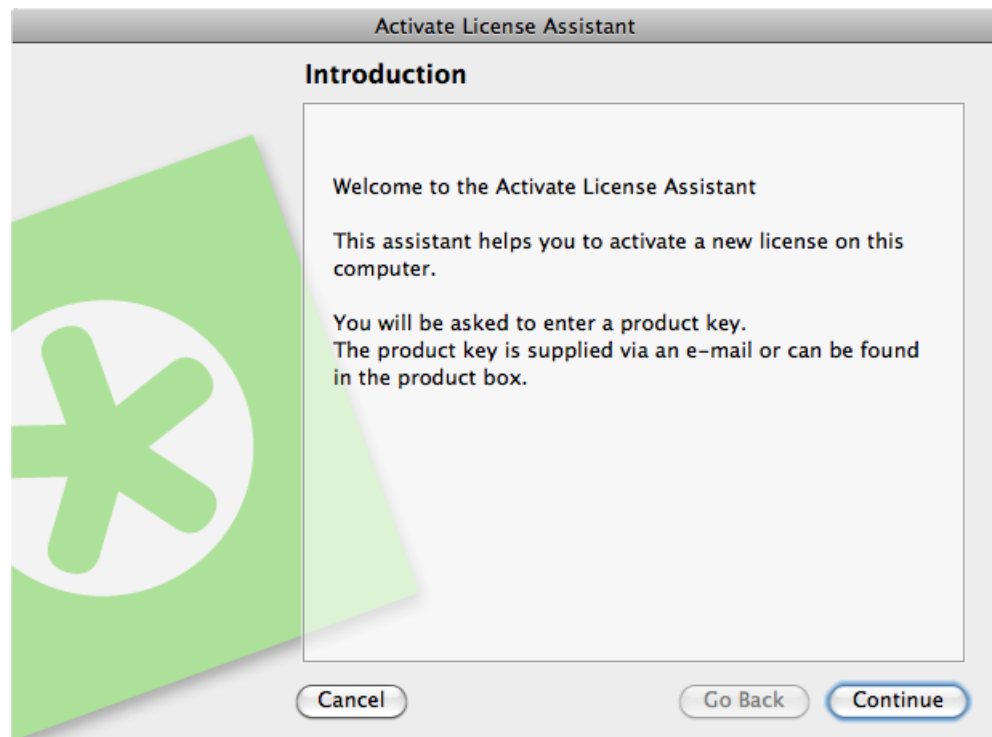 Activate License Assistant
Introduction
Welcome to the Activate License Assistant
This assistant helps you to activate a new license on this
computer.
You will be asked to enter a product key.
The product key is supplied via an e-mail or can be found
in the product box.
Cancel
Go Back
Continue